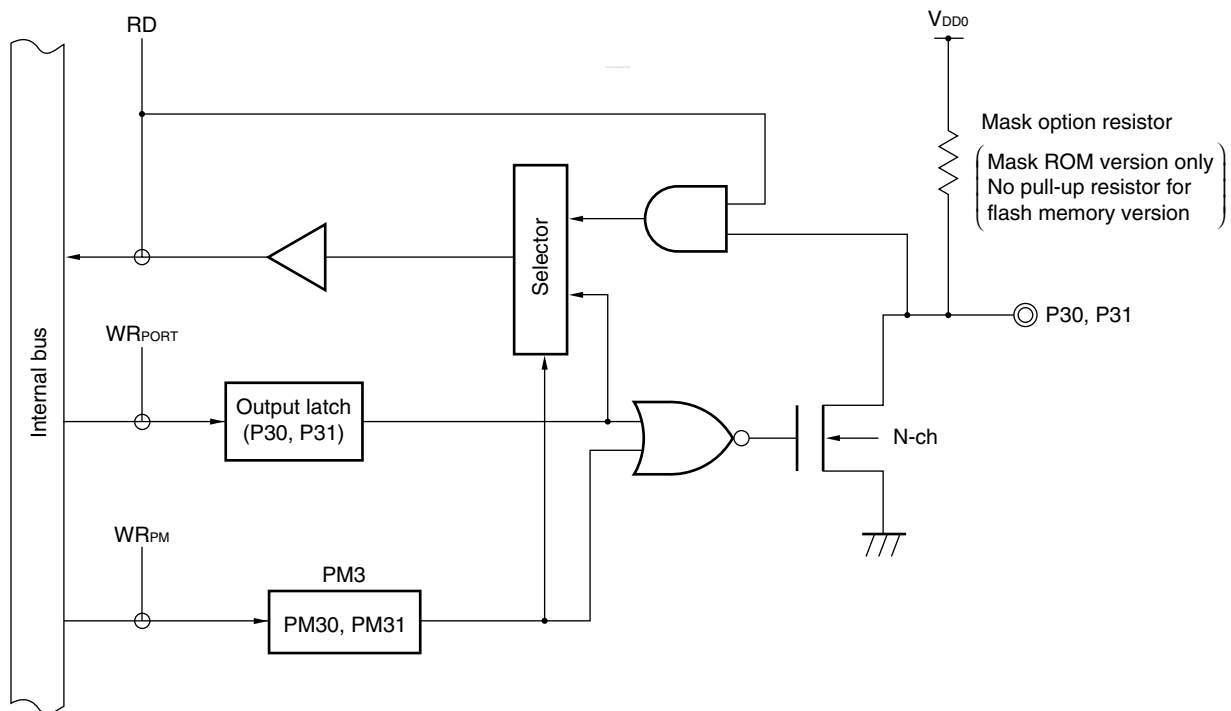 RD
VDD0
Mask option resistor
Mask ROM version only
No pull-up resistor for
flash memory version
Selector
Internal bus
P30, P31
WRPORT
Output latch
(P30, P31)
N-ch
WRPM
PM3
PM30, PM31